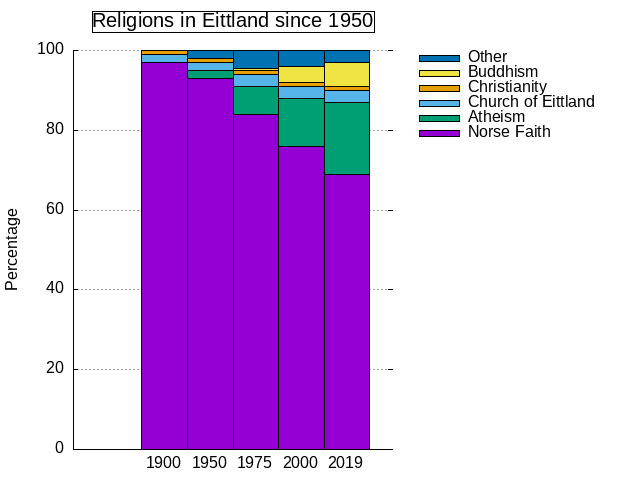 Religions in Eittland since 1950
Percentage
100
80
60
40
20
0
1900 1950 1975 2000 2019
Other
Buddhism
Christianity
Church of Eittland
Atheism
Norse Faith